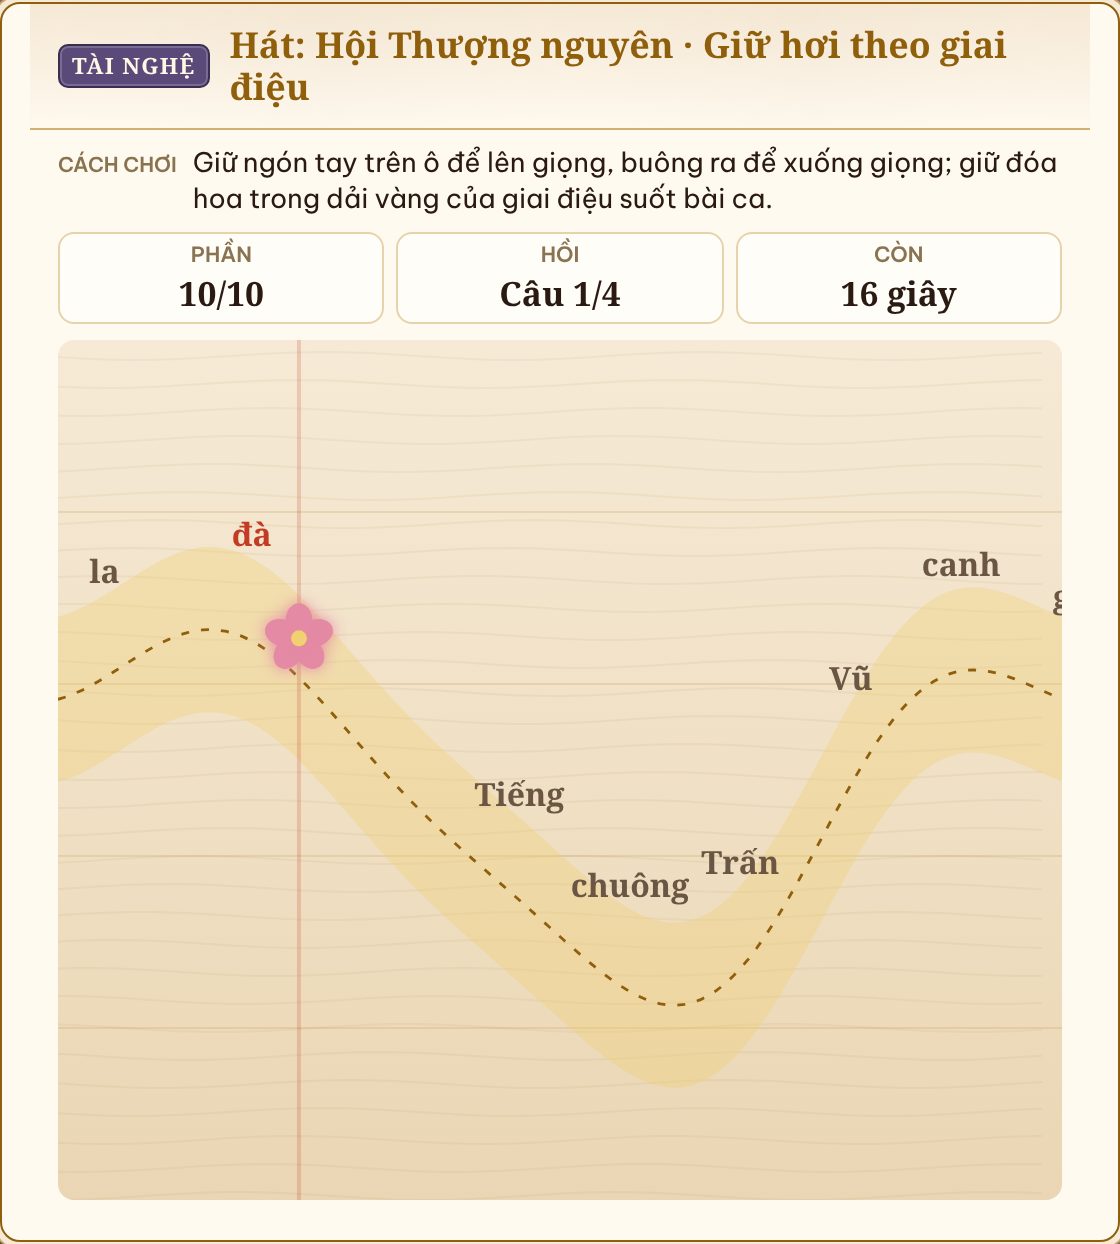 TÀI NGHỆ
Hát: Hội Thượng nguyên · Giữ hơi theo giai
điệu
CÁCH CHƠI
Giữ ngón tay trên ô để lên giọng, buông ra để xuống giọng; giữ đóa
hoa trong dải vàng của giai điệu suốt bài ca.
PHẦN
10/10
HỒI
Câu 1/4
CÒN
16 giây
la
đà
Tiếng
chuông
Trấn
Vũ
canh